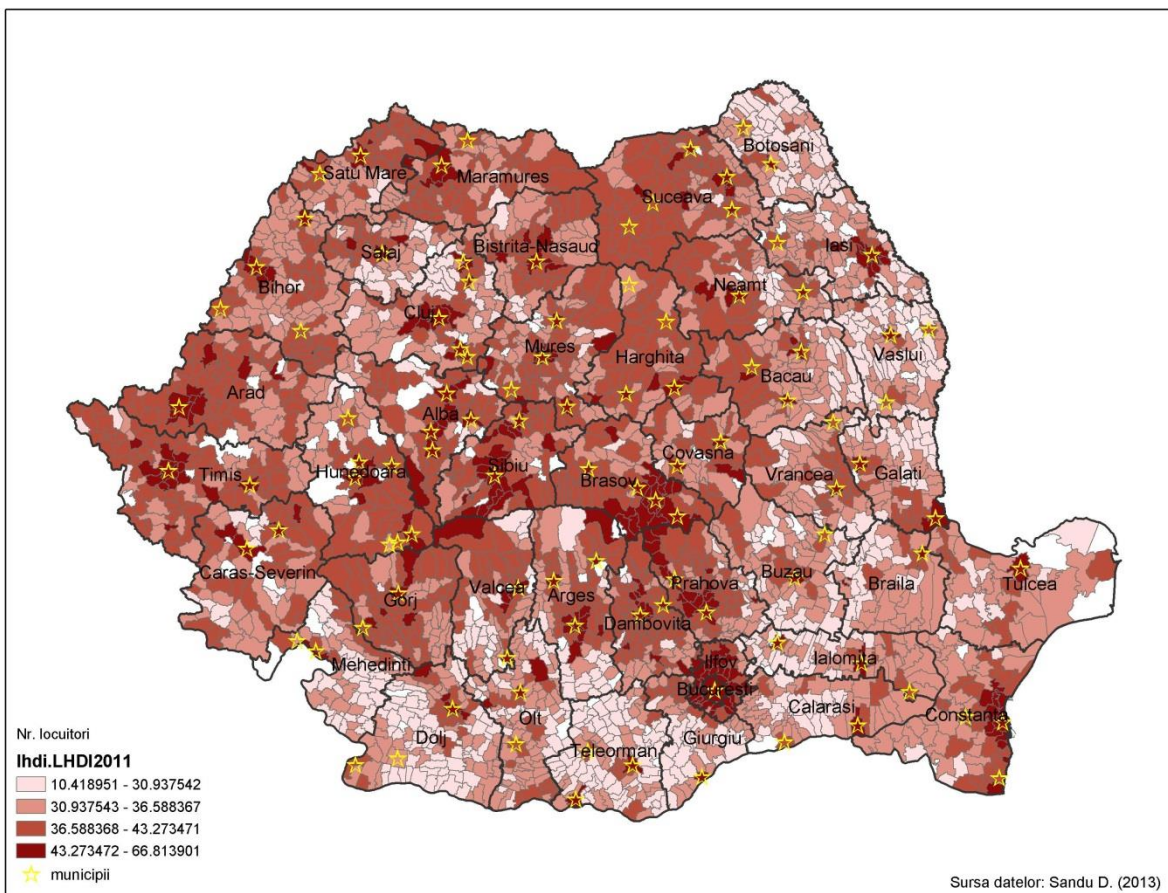 Botosani
Satu Mare
Maramures
Suceava
Iasi
Bistrita-Nasaud
Salaj
Neamt
Bihor
Cluj
Vaslui
Mures
Harghita
Bacau
Arad
Alba
Covasna
Sibiu
Vrancea
Galati
Timis
Hunedoara
Brasov
Caras-Severin
Buzau
Braila
Tulcea
Gorj
Valcea
Arges
Prahova
Dambovita
Mehedinti
Ilfov
Ialomita
Bucuresti
Calarasi
Constanta
Olt
Dolj
Teleorman
Giurgiu
Nr. locuitori
lhdi.LHDI2011
10.418951 - 30.937542
30.937543 - 36.588367
36.588368 - 43.273471
43.273472 - 66.813901
municipii
Sursa datelor: Sandu D. (2013)